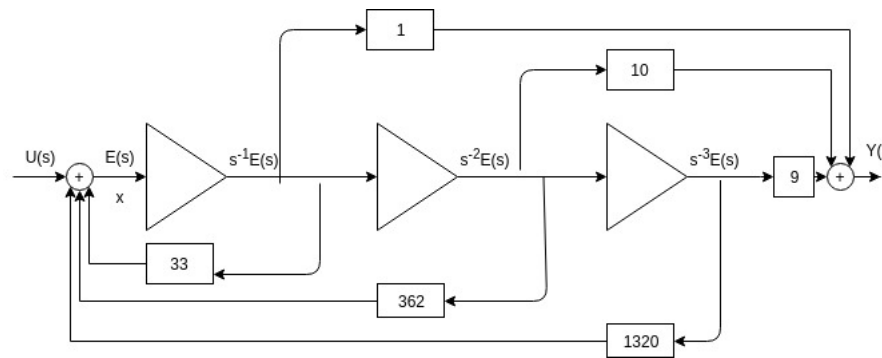 1
10
U(s)
E(s)
s⁻¹E(s)
s⁻²E(s)
s⁻³E(s)
Y(
+
x
9
+
33
362
1320